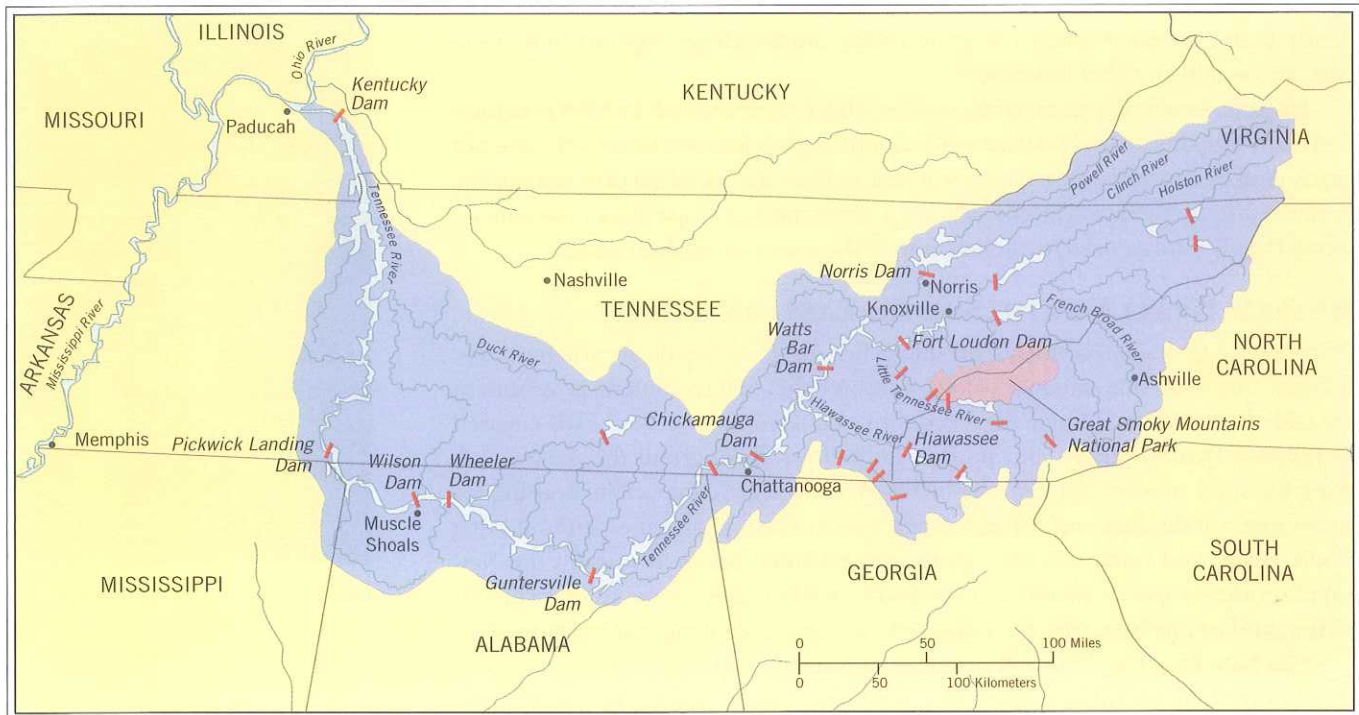 ILLINOIS
Ohio River
Kentucky
Dam
KENTUCKY
MISSOURI
Paducah
VIRGINIA
Powell River
Clinch River
Holston River
Tennessee River
Nashville
Norris Dam
Norris
TENNESSEE
Knoxville
French Broad River
ARKANSAS
Mississippi River
Watts
Bar
Dam
Fort Loudon Dam
NORTH
CAROLINA
Duck River
Little Tennessee River
Ashville
Memphis
Chickamauga
Dam
Hiawassee River
Great Smoky Mountains
National Park
Pickwick Landing
Dam
Wilson
Dam
Wheeler
Dam
Hiawassee
Dam
Chattanooga
Muscle
Shoals
Tennessee River
MISSISSIPPI
Guntersville
Dam
GEORGIA
SOUTH
CAROLINA
ALABAMA
0 50 100 Miles
0 50 100 Kilometers